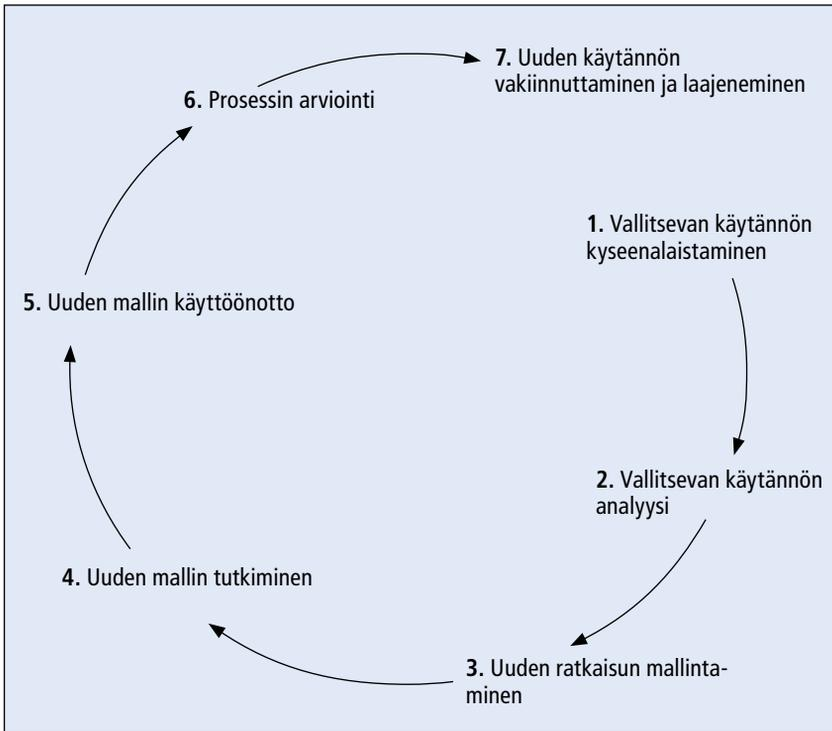 7. Uuden käytännön
vakiinnuttaminen ja laajeneminen
6. Prosessin arviointi
1. Vallitsevan käytännön
kyseenalaistaminen
5. Uuden mallin käyttöönotto
2. Vallitsevan käytännön
analyysi
4. Uuden mallin tutkiminen
3. Uuden ratkaisun mallinta-
minen